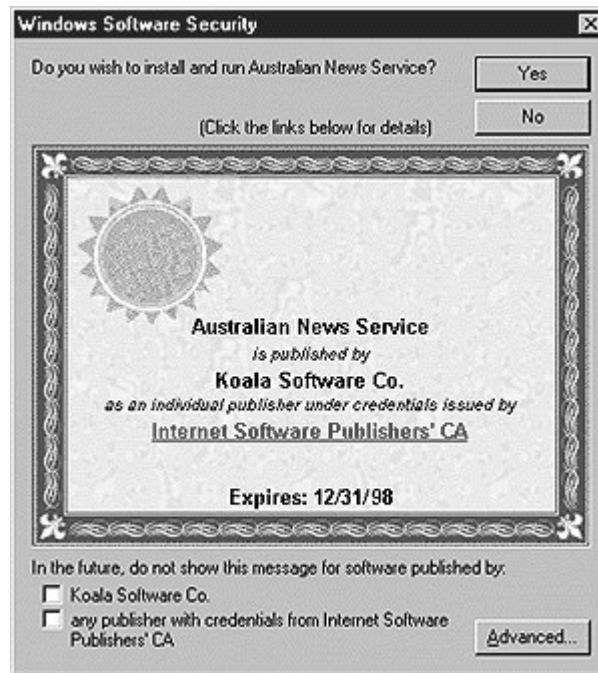 Windows Software Security
Do you wish to install and run Australian News Service?
Yes
No
(Click the links below for details)
Australian News Service
is published by
Koala Software Co.
as an individual publisher under credentials issued by
Internet Software Publishers' CA
Expires: 12/31/98
In the future, do not show this message for software published by:
Koala Software Co.
any publisher with credentials from Internet Software
Publishers' CA
Advanced...